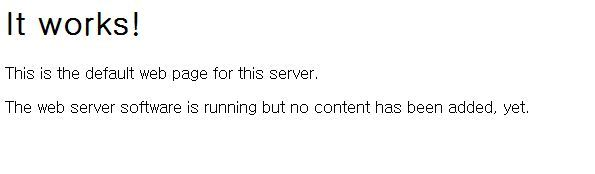 It works!
This is the default web page for this server.
The web server software is running but no content has been added, yet.